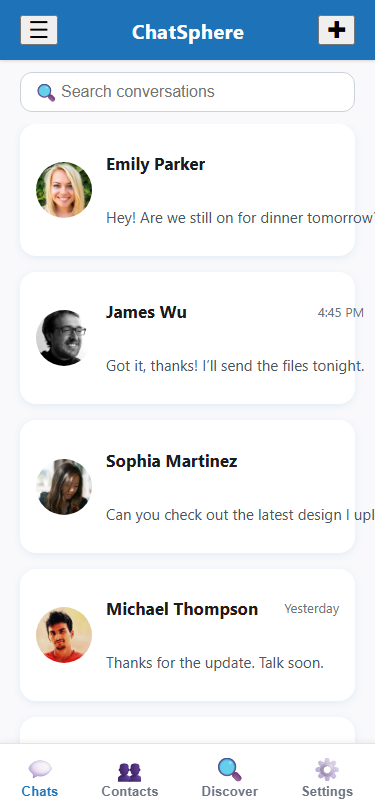 ChatSphere
Search conversations
Emily Parker
Hey! Are we still on for dinner tomorrow?
James Wu 4:45 PM
Got it, thanks! I’ll send the files tonight.
Sophia Martinez
Can you check out the latest design I
Michael Thompson Yesterday
Thanks for the update. Talk soon.
Chats Contacts Discover Settings